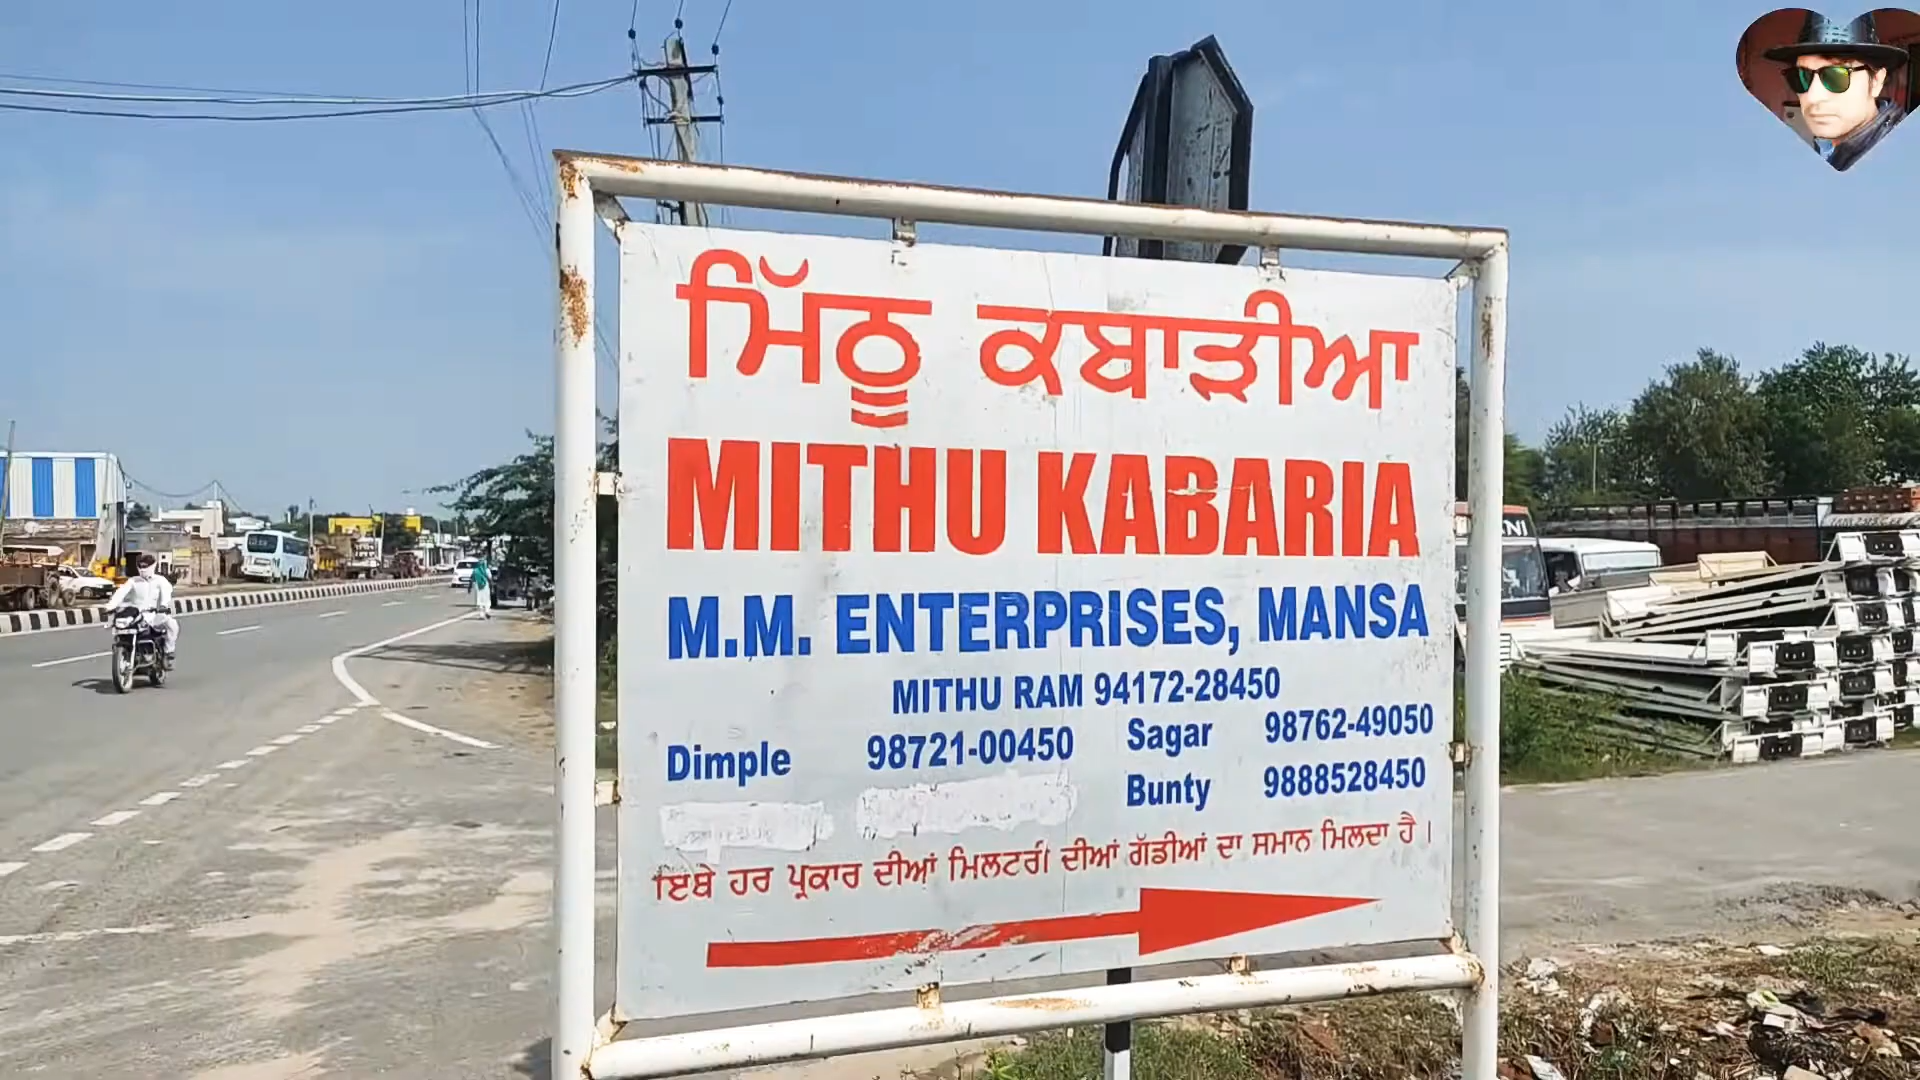 ਮਿੱਠੂ ਕਬਾੜੀਆ
MITHU KABARIA
M.M. ENTERPRISES, MANSA
MITHU RAM 94172-28450
Dimple 98721-00450 Sagar 98762-49050
Bunty 9888528450
ਇਥੇ ਹਰ ਪ੍ਰਕਾਰ ਦੀਆਂ ਮਿਲਟਰੀ ਦੀਆਂ ਗੱਡੀਆਂ ਦਾ ਸਮਾਨ ਮਿਲਦਾ ਹੈ।